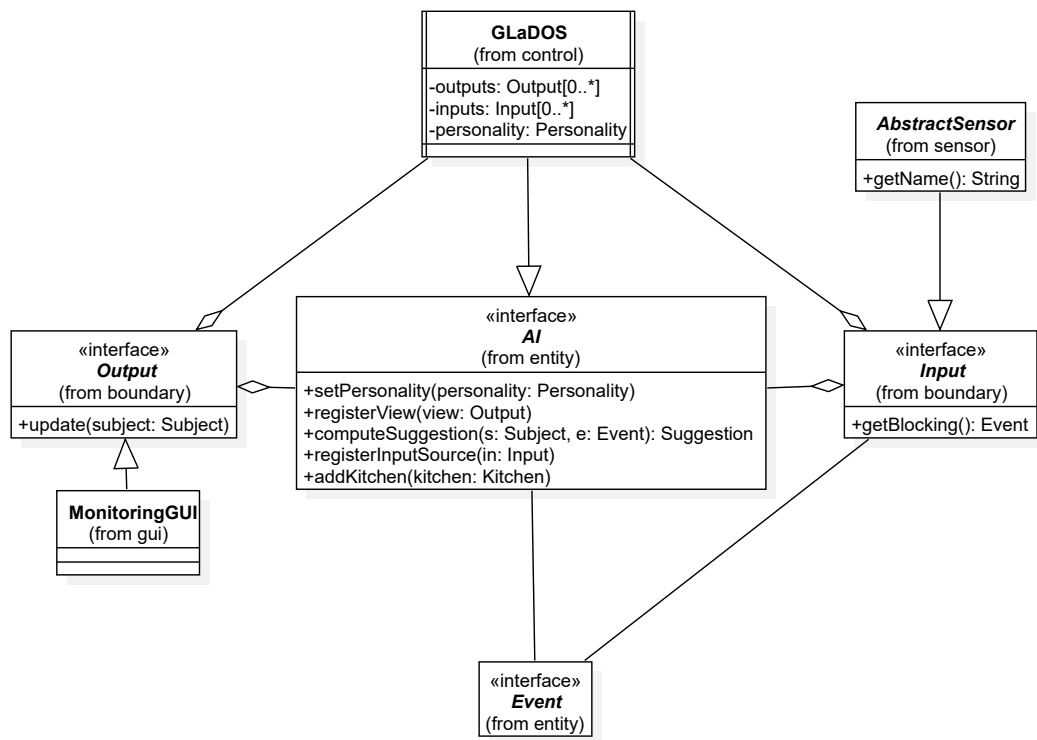 GLaDOS
(from control)
-outputs: Output[0..*]
-inputs: Input[0..*]
-personality: Personality
AbstractSensor
(from sensor)
+getName(): String
«interface»
Output
(from boundary)
+update(subject: Subject)
«interface»
AI
(from entity)
+setPersonality(personality: Personality)
+registerView(view: Output)
+computeSuggestion(s: Subject, e: Event): Suggestion
+registerInputSource(in: Input)
+addKitchen(kitchen: Kitchen)
«interface»
Input
(from boundary)
+getBlocking(): Event
MonitoringGUI
(from gui)
«interface»
Event
(from entity)